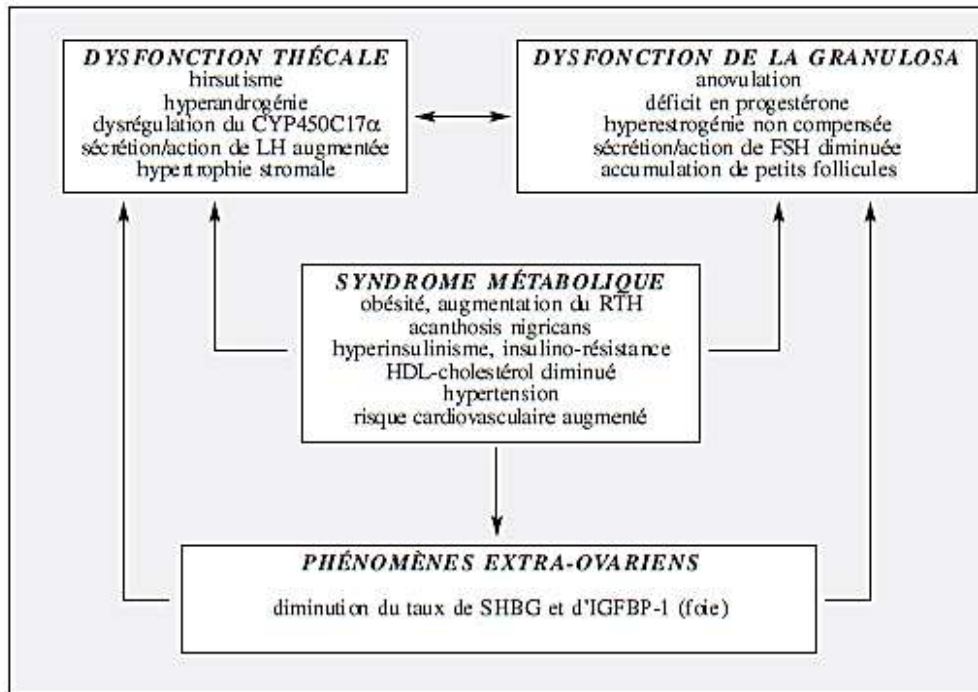 DYSFONCTION THÉCALE
hirsutisme
hyperandrogénie
dysrégulation du CYP450C17α
sécrétion/action de LH augmentée
hypertrophie stromale
DYSFONCTION DE LA GRANULOSA
anovulation
déficit en progestérone
hyperestrogénie non compensée
sécrétion/action de FSH diminuée
accumulation de petits follicules
SYNDROME MÉTABOLIQUE
obésité, augmentation du RTH
acanthosis nigricans
hyperinsulinisme, insulino-résistance
HDL-cholestérol diminué
hypertension
risque cardiovasculaire augmenté
PHÉNOMÈNES EXTRA-OVARIENS
diminution du taux de SHBG et d'IGFBP-1 (foie)